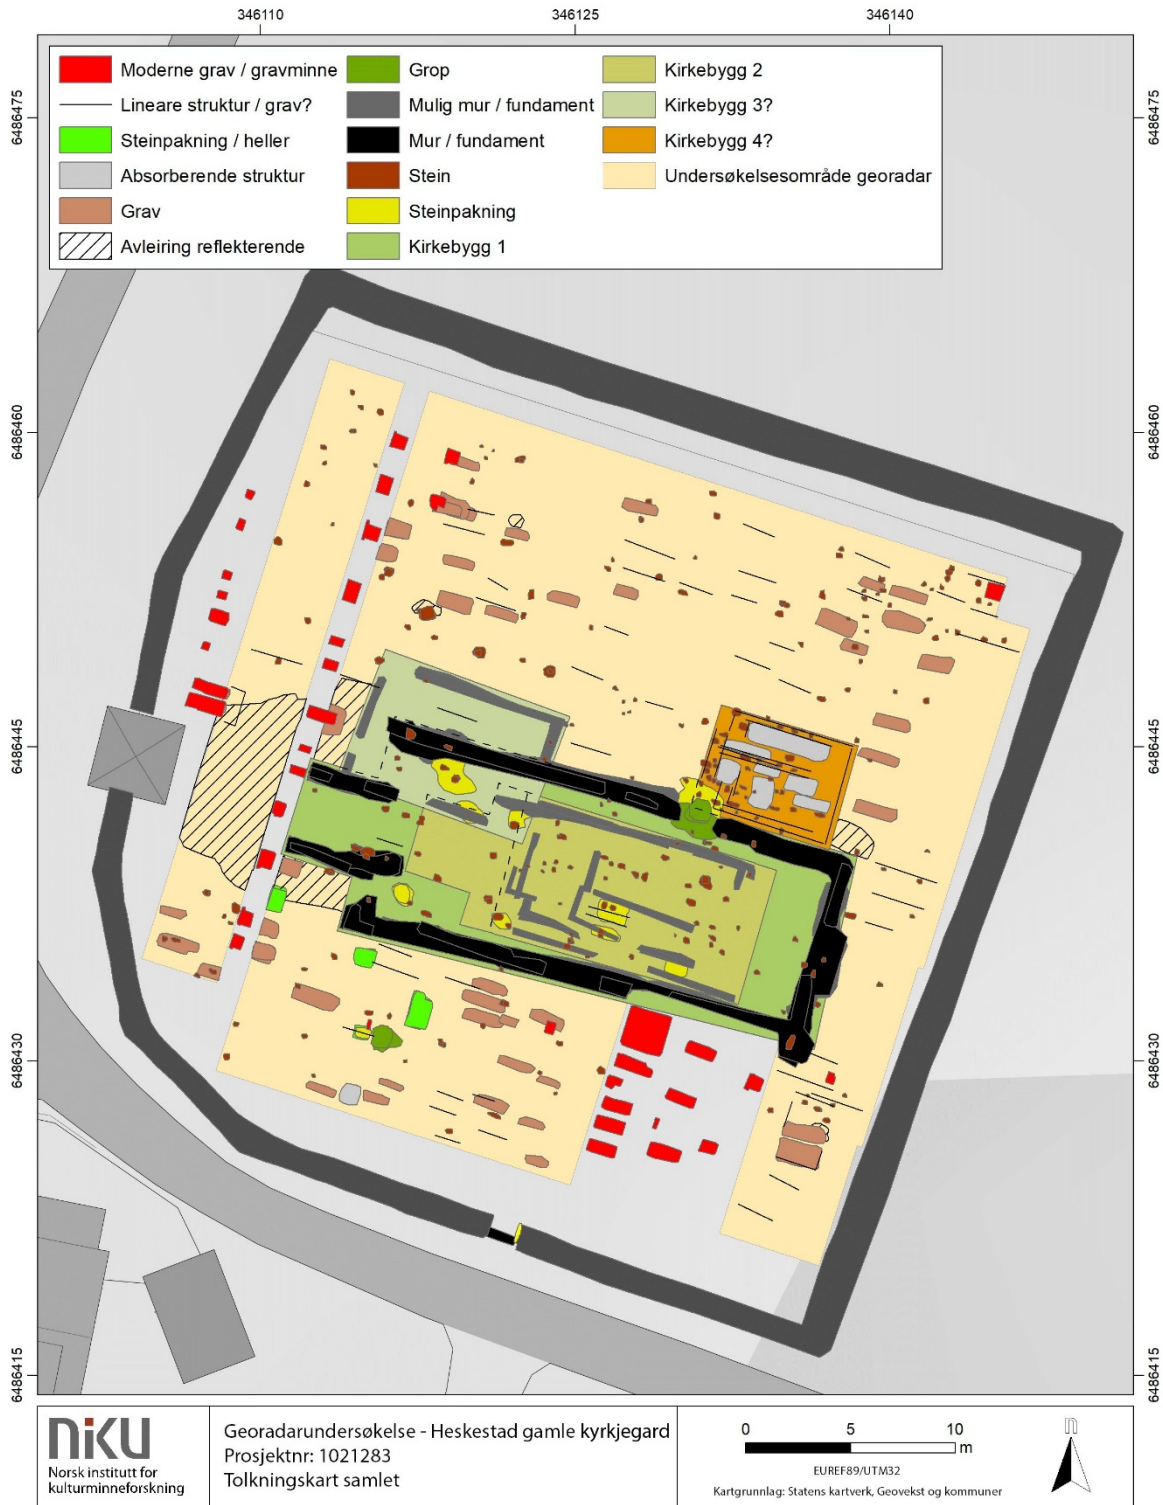 346110 346125 346140
Moderne grav / gravminne
Lineare struktur / grav?
Steinpakning / heller
Absorberende struktur
Grav
Avleiring reflekterende
Grop
Mulig mur / fundament
Mur / fundament
Stein
Steinpakning
Kirkebygg 1
Kirkebygg 2
Kirkebygg 3?
Kirkebygg 4?
Undersøkelsesområde georadar
6486475 6486475
6486460 6486460
6486445 6486445
6486430 6486430
6486415 6486415
niku
Norsk institutt for
kulturminneforskning
Georadarundersøkelse - Heskestad gamle kyrkjegard
Prosjektnr: 1021283
Tolkningskart samlet
0 5 10
m
EUREF89/UTM32
Kartgrunnlag: Statens kartverk, Geovekst og kommuner
n